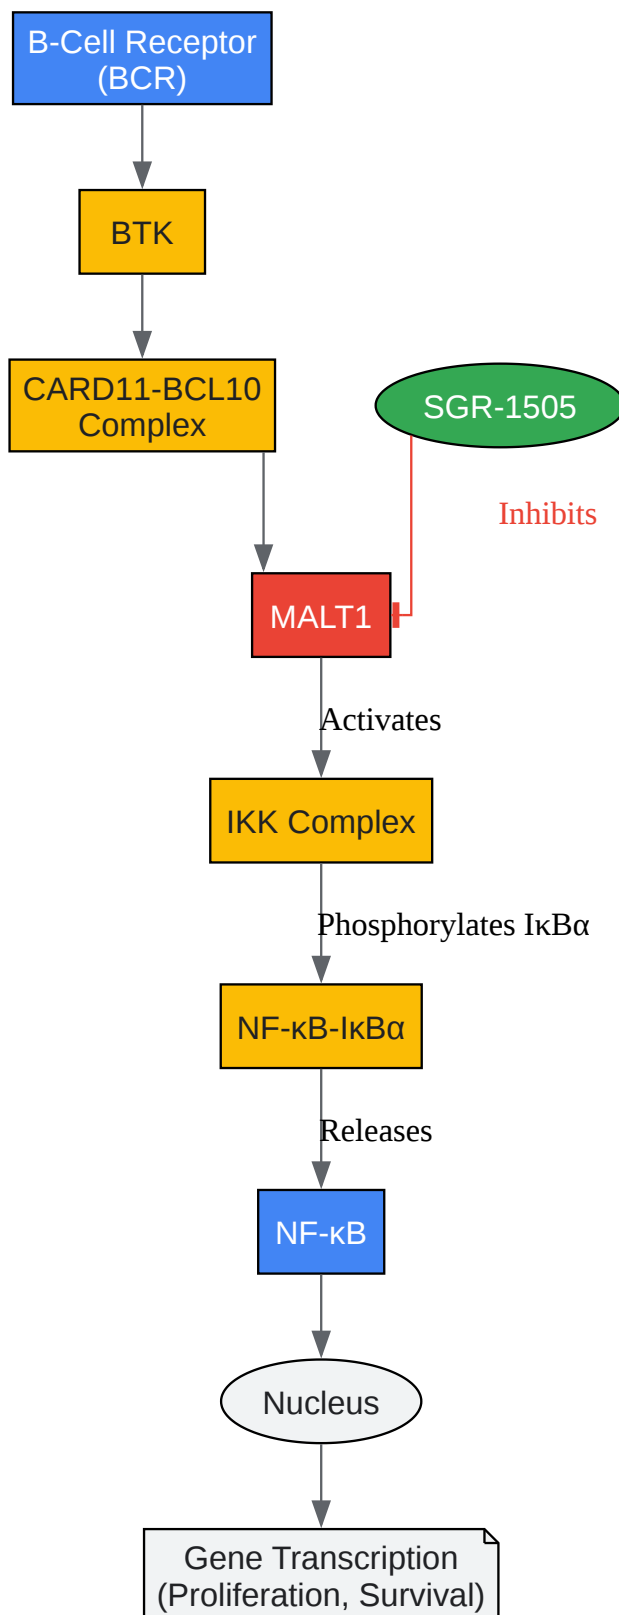 B-Cell Receptor
(BCR)
BTK
CARD11-BCL10
Complex
SGR-1505
Inhibits
MALT1
Activates
IKK Complex
Phosphorylates IκBα
NF-κB-IκBα
Releases
NF-κB
Nucleus
Gene Transcription
(Proliferation, Survival)